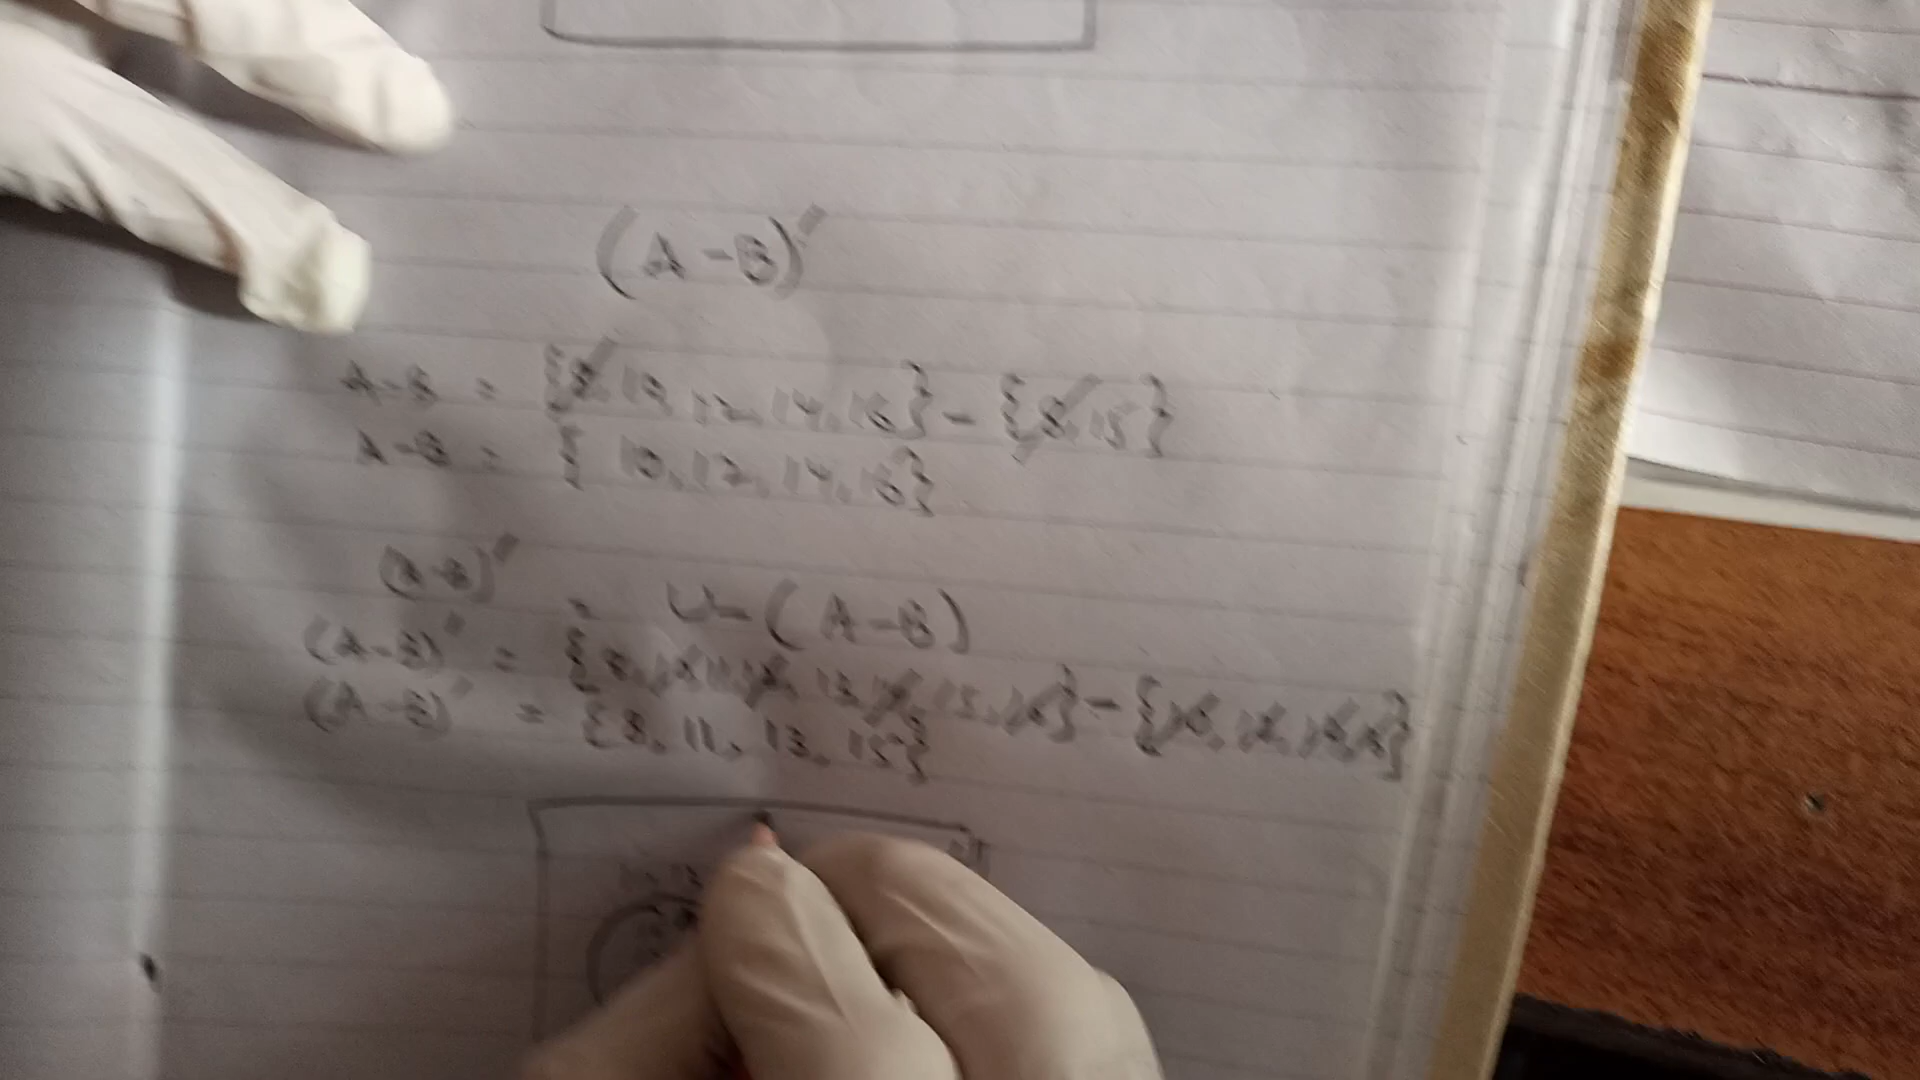 (A-B)'
A-B = {8, 10, 12, 14, 16} - {8, 15}
A-B = { 10, 12, 14, 16}
(A-B)' = U-(A-B)
(A-B)' = {8, 10, 11, 12, 13, 14, 15, 16} - {10, 12, 14, 16}
(A-B)' = {8, 11, 13, 15}